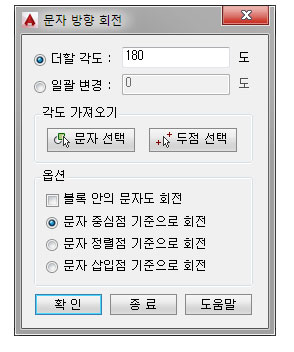 문자 방향 회전
더할 각도 : 180 도
일괄 변경 : 0 도
각도 가져오기
문자 선택 두점 선택
옵션
블록 안의 문자도 회전
문자 중심점 기준으로 회전
문자 정렬점 기준으로 회전
문자 삽입점 기준으로 회전
확 인 종 료 도움말